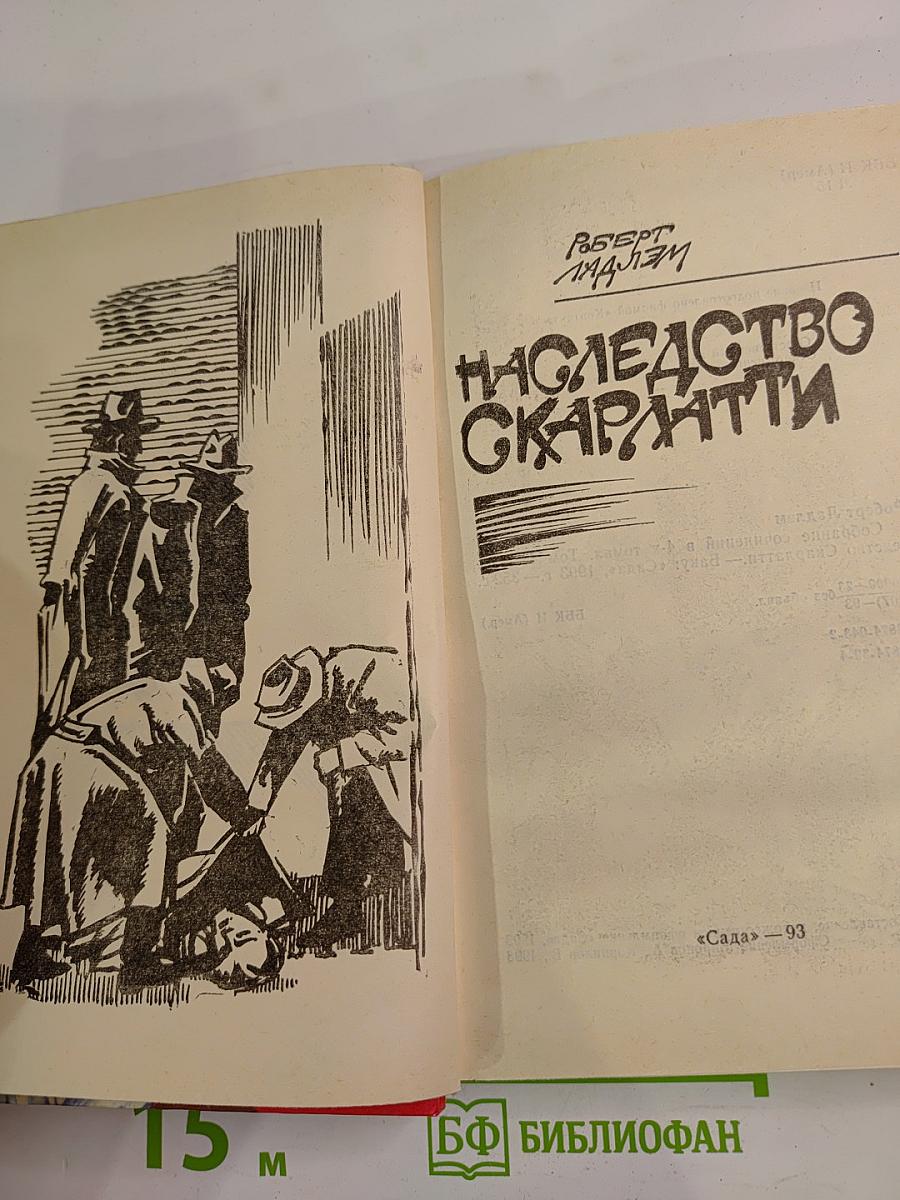 РОБЕРТ
ЛАДЛЭМ
НАСЛЕДСТВО
СКАРЛАТТИ
«Сада» — 93
15 м
БФ БИБЛИОФАН